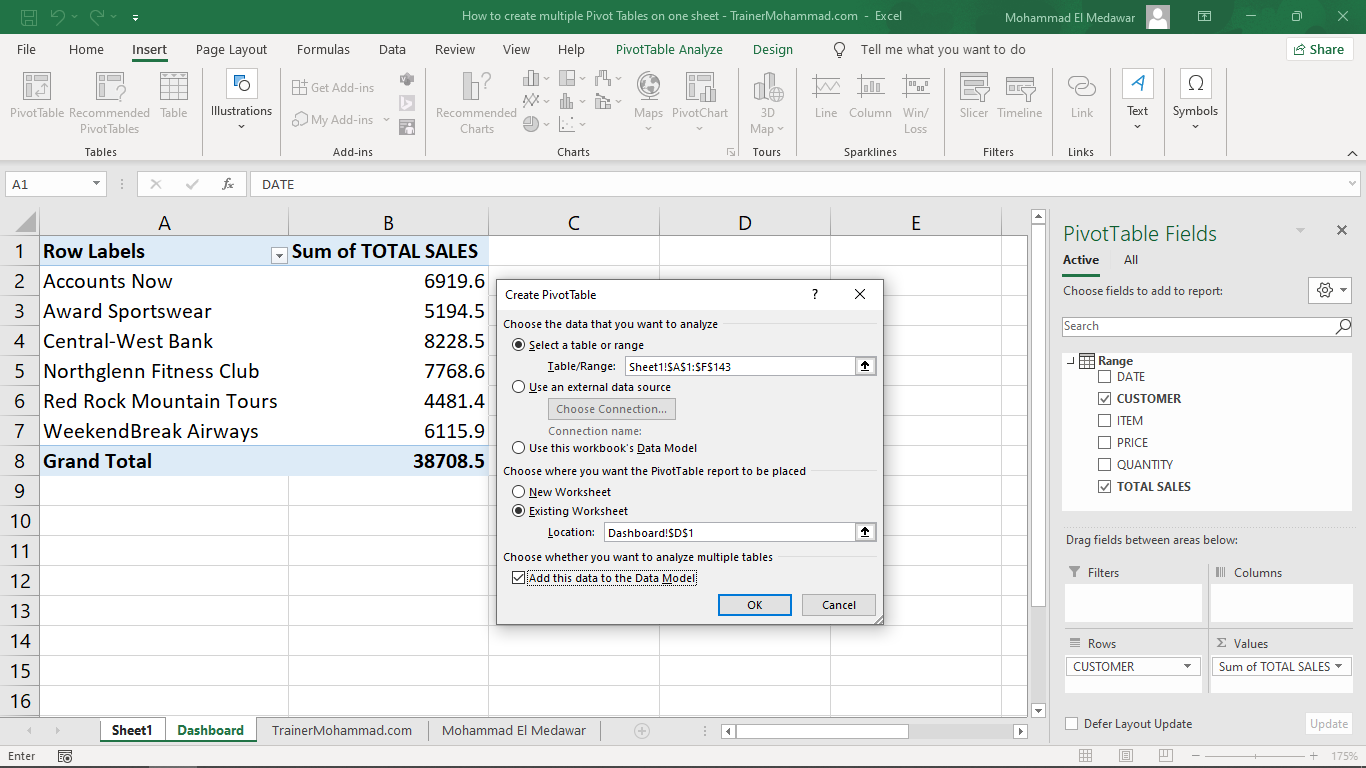 How to create multiple Pivot Tables on one sheet - TrainerMohammad.com - Excel
Mohammad El Medawar
File Home Insert Page Layout Formulas Data Review View Help PivotTable Analyze Design Tell me what you want to do Share
PivotTable
Recommended PivotTables
Table
Tables
Illustrations
Get Add-ins
My Add-ins
Add-ins
Recommended Charts
Maps
PivotChart
Charts
3D Map
Tours
Line
Column
Win/ Loss
Sparklines
Slicer
Timeline
Filters
Link
Links
Text
Symbols
A1
fx
DATE
A B C D E
1 Row Labels Sum of TOTAL SALES
2 Accounts Now 6919.6
3 Award Sportswear 5194.5
4 Central-West Bank 8228.5
5 Northglenn Fitness Club 7768.6
6 Red Rock Mountain Tours 4481.4
7 WeekendBreak Airways 6115.9
8 Grand Total 38708.5
9
10
11
12
13
14
15
16
Create PivotTable ?
Choose the data that you want to analyze
Select a table or range
Table/Range: Sheet1!$A$1:$F$143
Use an external data source
Choose Connection...
Connection name:
Use this workbook's Data Model
Choose where you want the PivotTable report to be placed
New Worksheet
Existing Worksheet
Location: Dashboard!$D$1
Choose whether you want to analyze multiple tables
Add this data to the Data Model
OK Cancel
PivotTable Fields
Active All
Choose fields to add to report:
Search
Range
DATE
CUSTOMER
ITEM
PRICE
QUANTITY
TOTAL SALES
Drag fields between areas below:
Filters
Columns
Rows
Σ Values
CUSTOMER
Sum of TOTAL SALES
Defer Layout Update
Update
Sheet1 Dashboard TrainerMohammad.com Mohammad El Medawar
Enter
175%